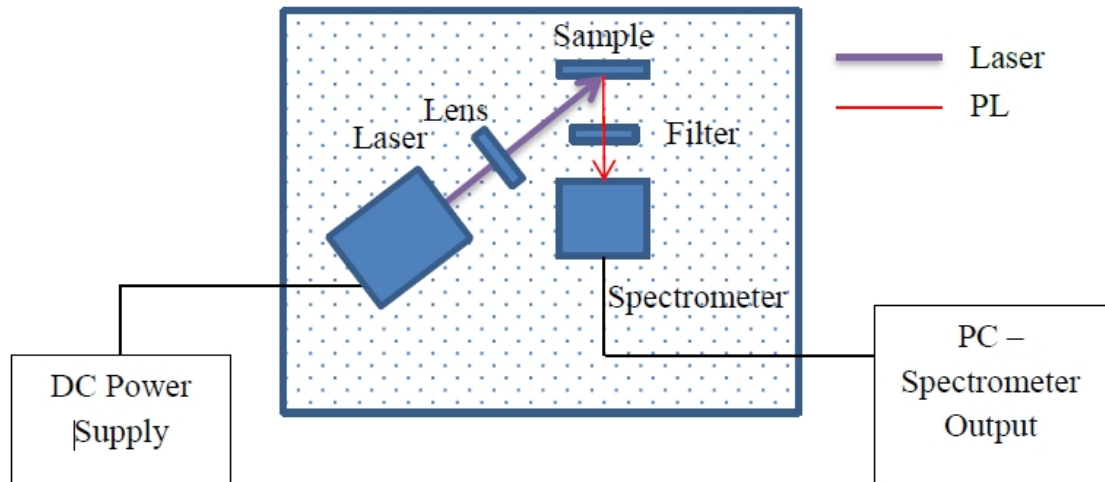 Sample
Laser
PL
Lens
Laser
Filter
Spectrometer
DC Power
Supply
PC –
Spectrometer
Output